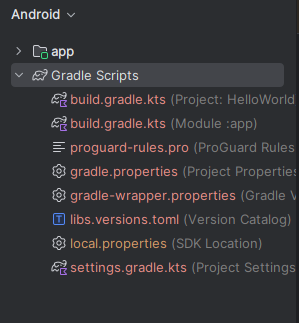 Android
app
Gradle Scripts
build.gradle.kts (Project: HelloWorld
build.gradle.kts (Module :app)
proguard-rules.pro (ProGuard Rules
gradle.properties (Project Properties
gradle-wrapper.properties (Gradle V
libs.versions.toml (Version Catalog)
local.properties (SDK Location)
settings.gradle.kts (Project Settings